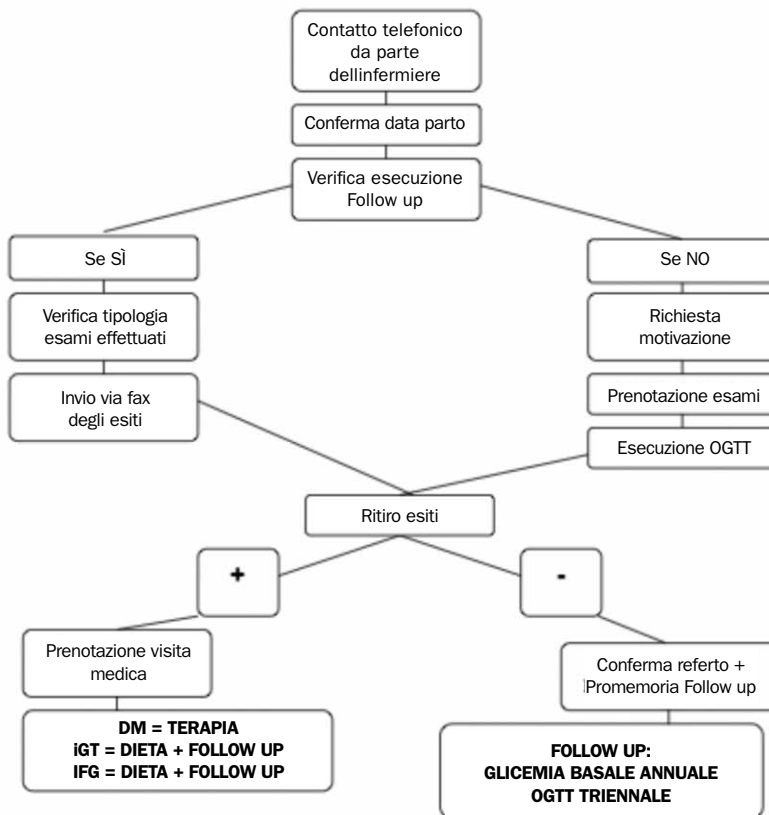 Contatto telefonico
da parte
dellinfermiere
Conferma data parto
Verifica esecuzione
Follow up
Se SÌ
Se NO
Verifica tipologia
esami effettuati
Richiesta
motivazione
Invio via fax
degli esiti
Prenotazione esami
Esecuzione OGTT
Ritiro esiti
+
-
Prenotazione visita
medica
Conferma referto +
Promemoria Follow up
DM = TERAPIA
iGT = DIETA + FOLLOW UP
IFG = DIETA + FOLLOW UP
FOLLOW UP:
GLICEMIA BASALE ANNUALE
OGTT TRIENNALE